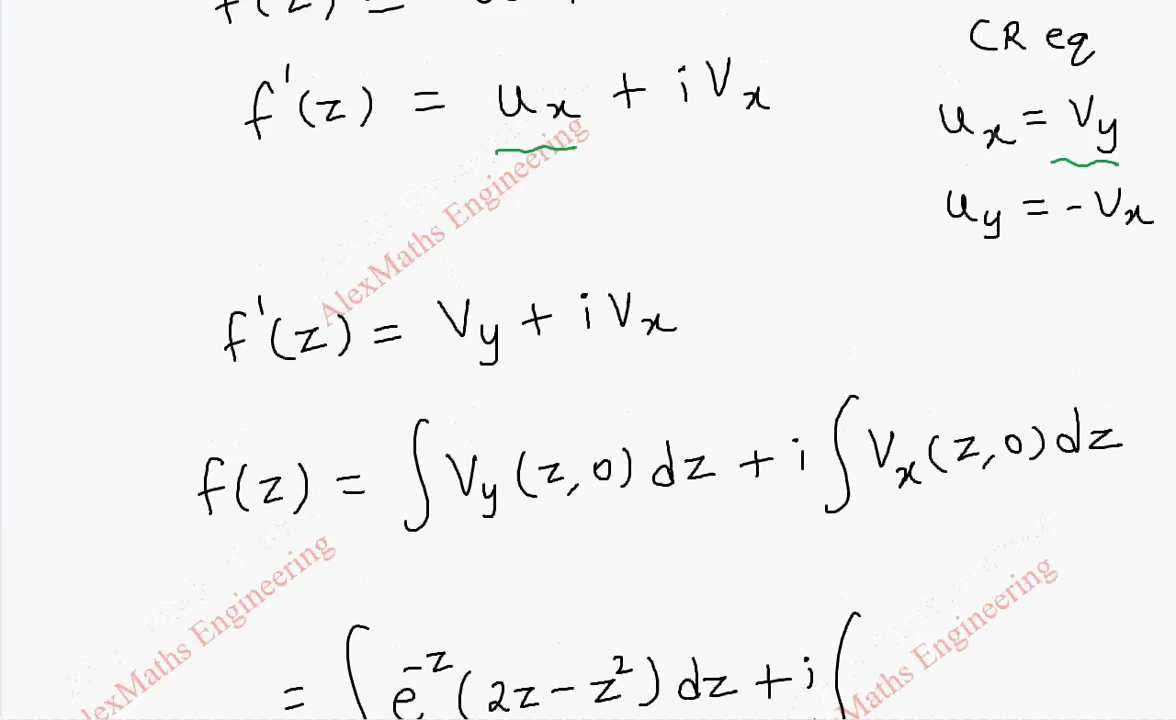 f(z) =
CR eq
f'(z) = u_x + i V_x
u_x = V_y
u_y = -V_x
AlexMaths Engineering
f'(z) = V_y + i V_x
f(z) = ∫ V_y (z, 0) dz + i ∫ V_x (z, 0) dz
AlexMaths Engineering
AlexMaths Engineering
= ∫ e^{-z} (2z - z^2) dz + i ∫